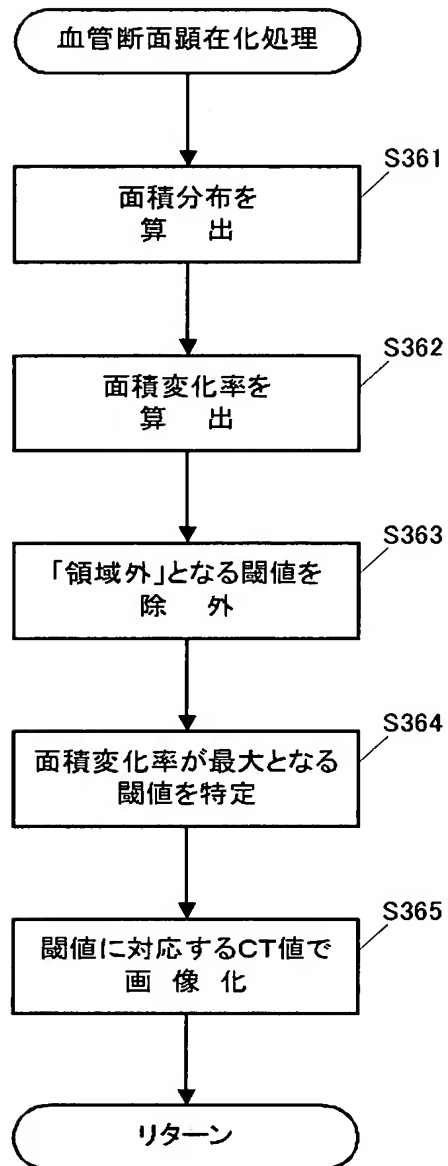 血管断面顕在化処理
S361
面積分布を
算 出
S362
面積変化率を
算 出
S363
「領域外」となる閾値を
除 外
S364
面積変化率が最大となる
閾値を特定
S365
閾値に対応するCT値で
画 像 化
リターン